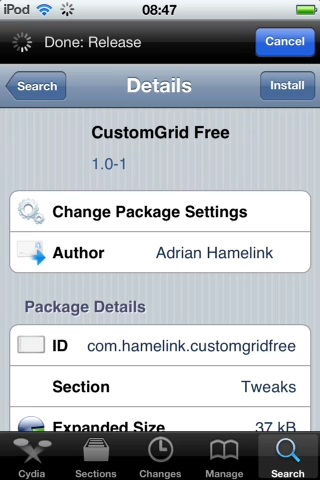 iPod 08:47
Done: Release Cancel
Search Details Install
CustomGrid Free
1.0-1
Change Package Settings
Author Adrian Hamelink
Package Details
ID com.hamelink.customgridfree
Section Tweaks
Expanded Size 37 kB
Cydia Sections Changes Manage Search